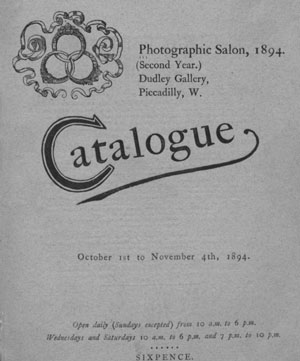 Photographic Salon, 1894.
(Second Year.)
Dudley Gallery,
Piccadilly, W.
Catalogue
October 1st to November 4th, 1894.
Open daily (Sundays excepted) from 10 a.m. to 6 p.m.
Wednesdays and Saturdays 10 a.m. to 6 p.m. and 7 p.m. to 10 p.m.
SIXPENCE.